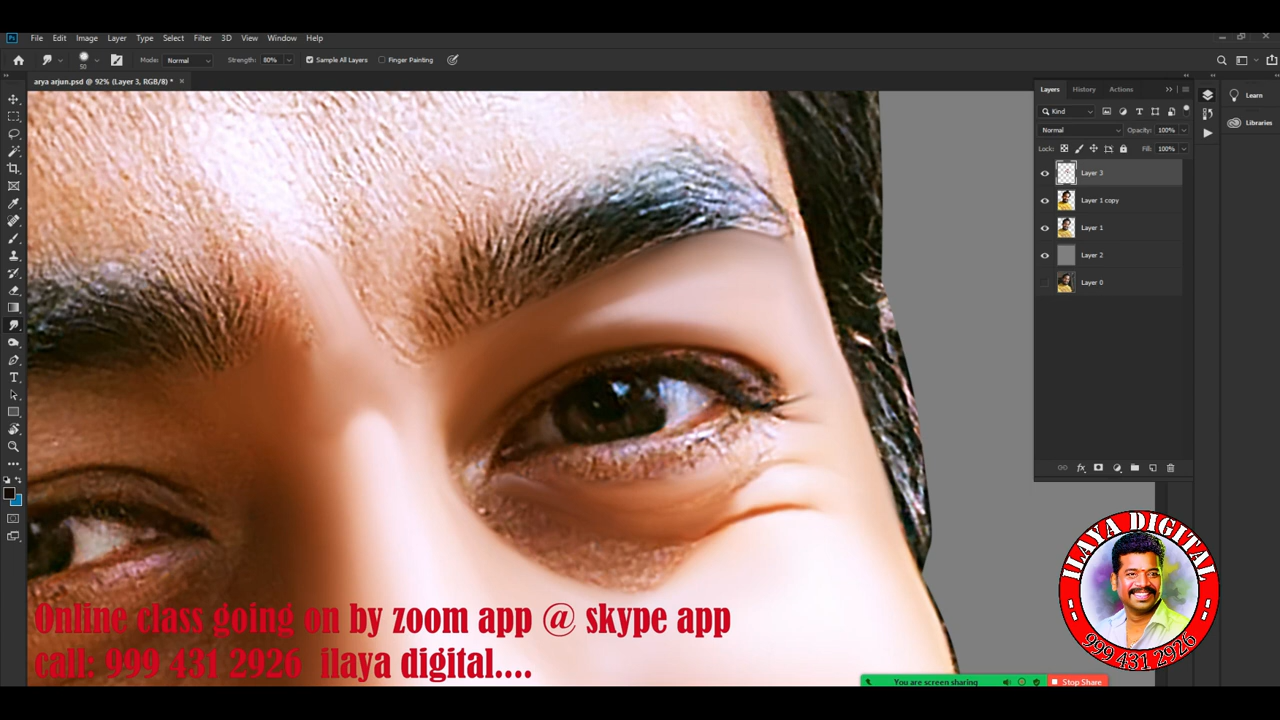 File Edit Image Layer Type Select Filter 3D View Window Help
50 Mode: Normal Strength: 80% Sample All Layers Finger Painting
arya arjun.psd @ 92% (Layer 3, RGB/8) * ×
Layers History Actions
Learn
Libraries
Kind
Normal Opacity: 100%
Lock: Fill: 100%
Layer 3
Layer 1 copy
Layer 1
Layer 2
Layer 0
fx
ILAYA DIGITAL
999 431 2926
Online class going on by zoom app @ skype app
call: 999 431 2926 ilaya digital....
You are screen sharing Stop Share